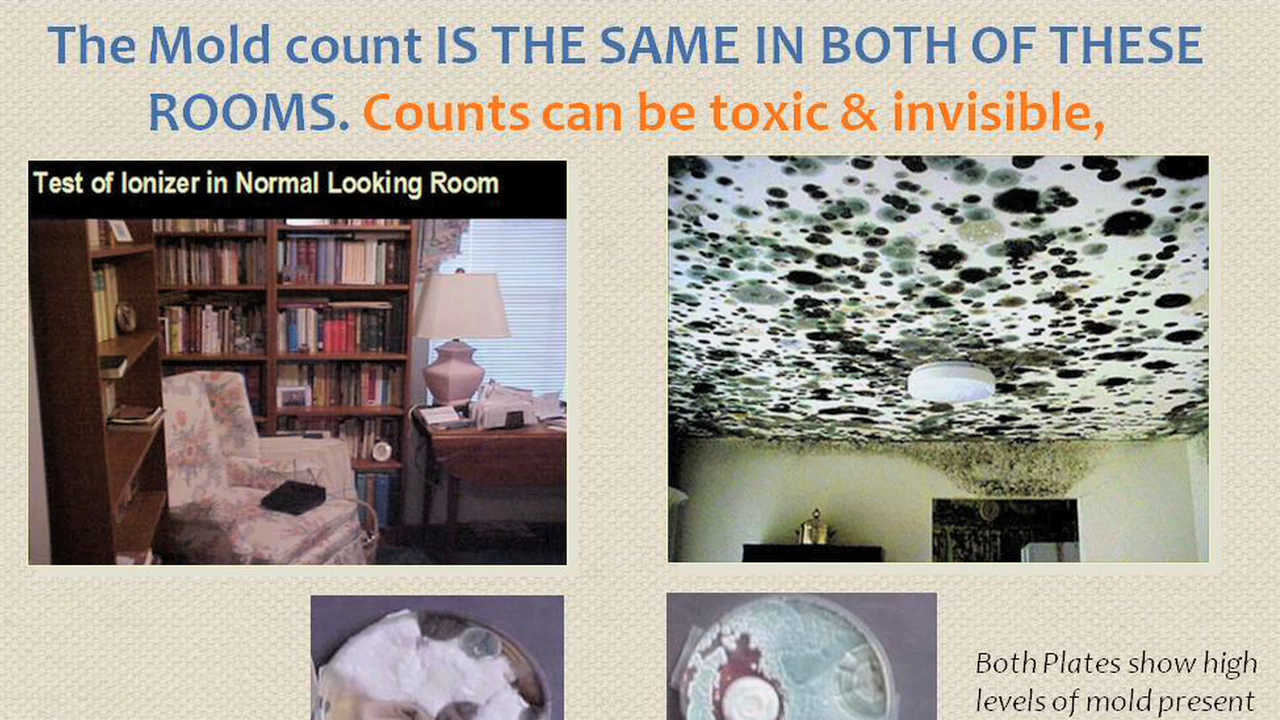 The Mold count IS THE SAME IN BOTH OF THESE
ROOMS. Counts can be toxic & invisible,
Test of Ionizer in Normal Looking Room
Both Plates show high
levels of mold present